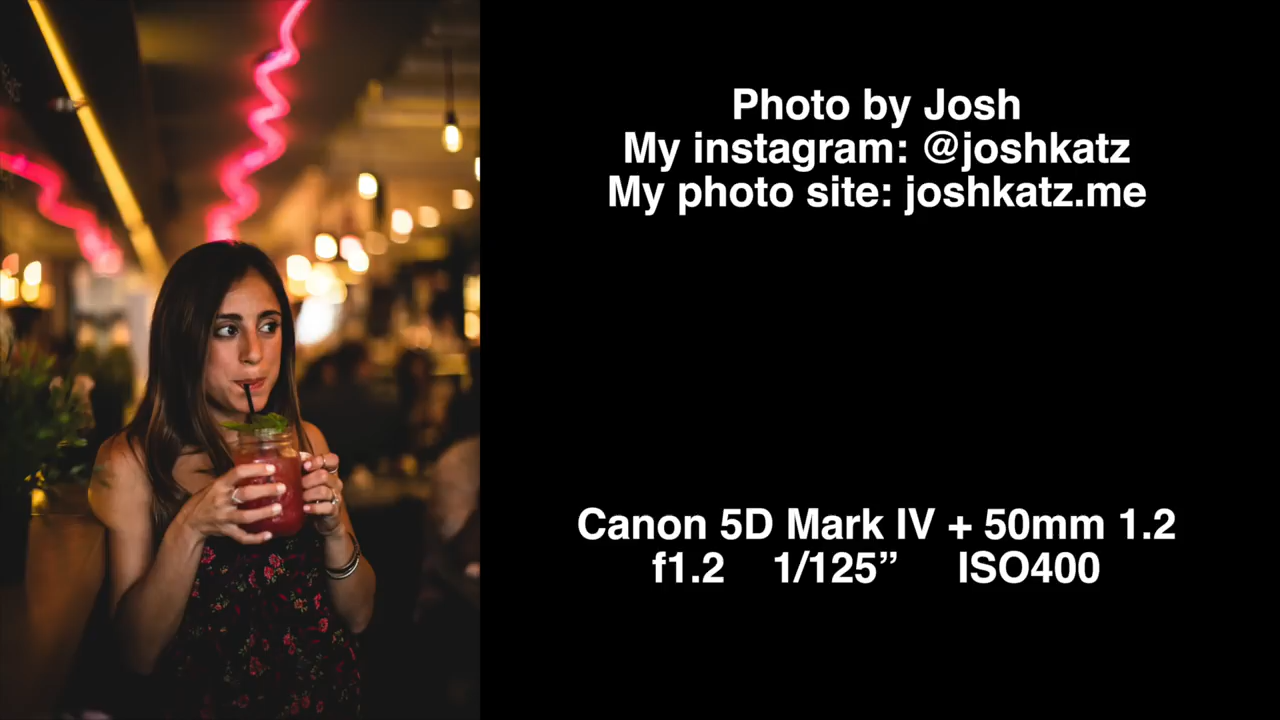 Photo by Josh
My instagram: @joshkatz
My photo site: joshkatz.me
Canon 5D Mark IV + 50mm 1.2
f1.2 1/125” ISO400